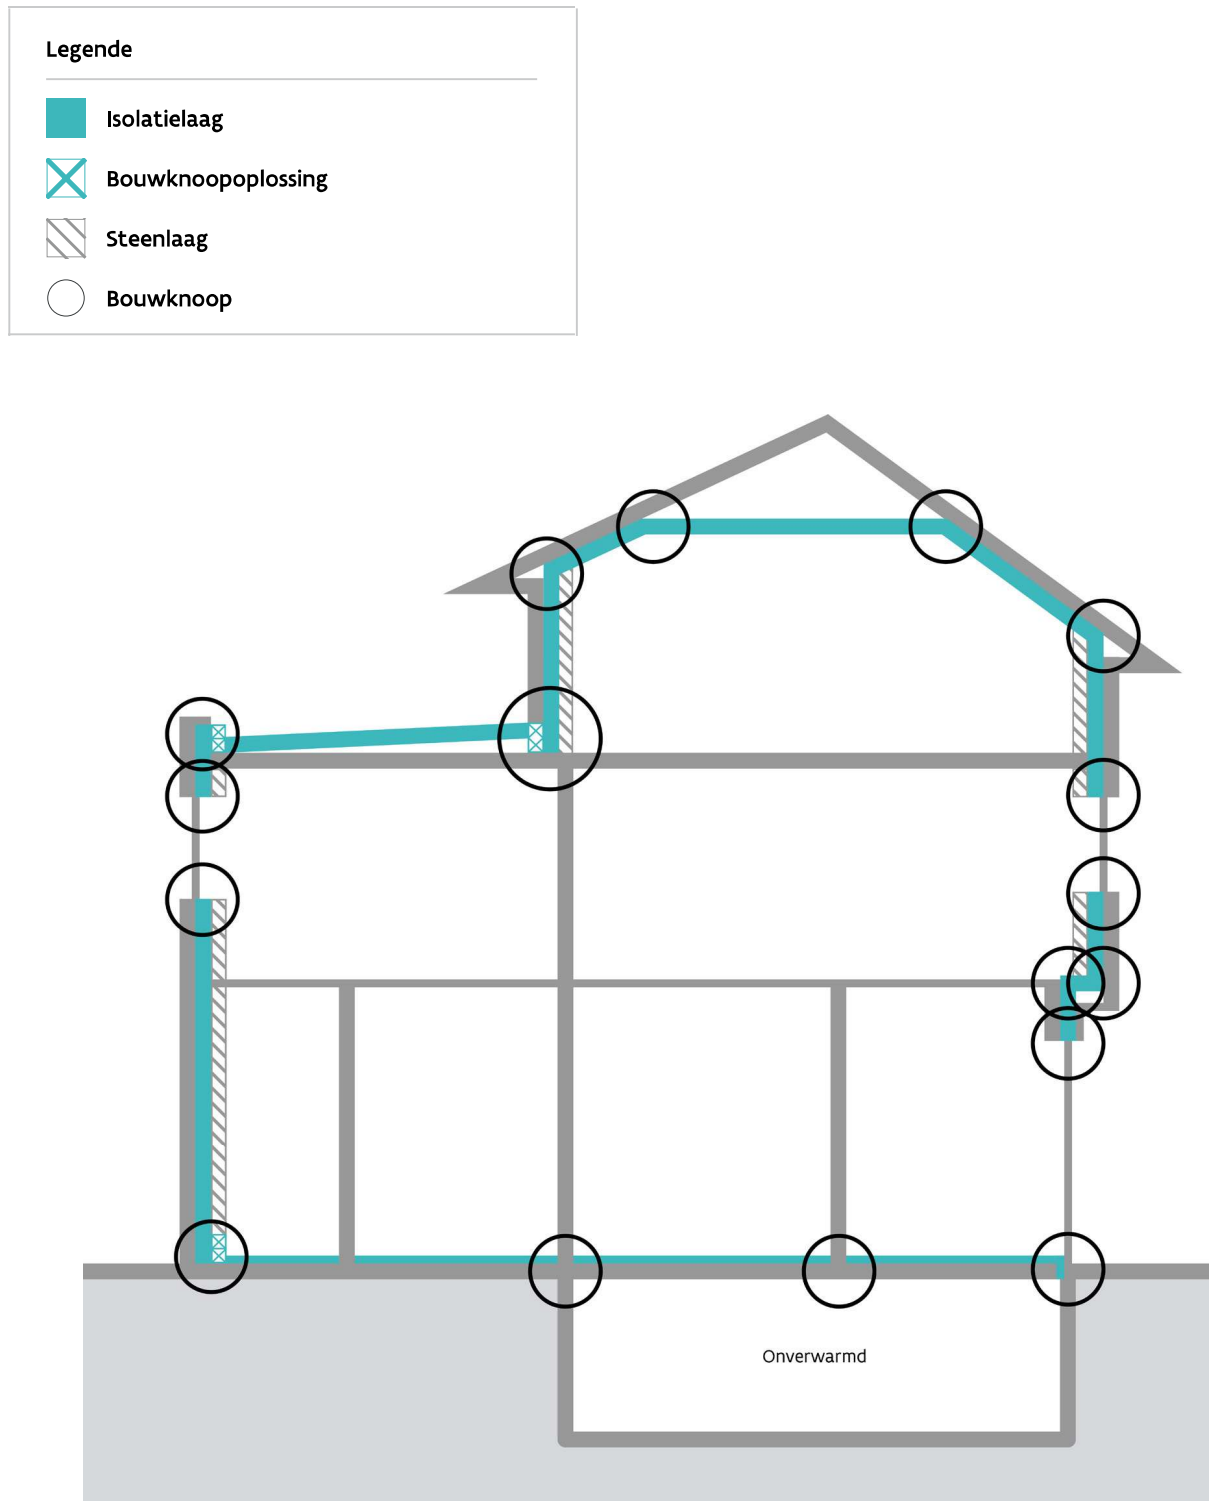 Legende
Isolatielaag
Bouwknoopoplossing
Steenlaag
Bouwknoop
Onverwarmd